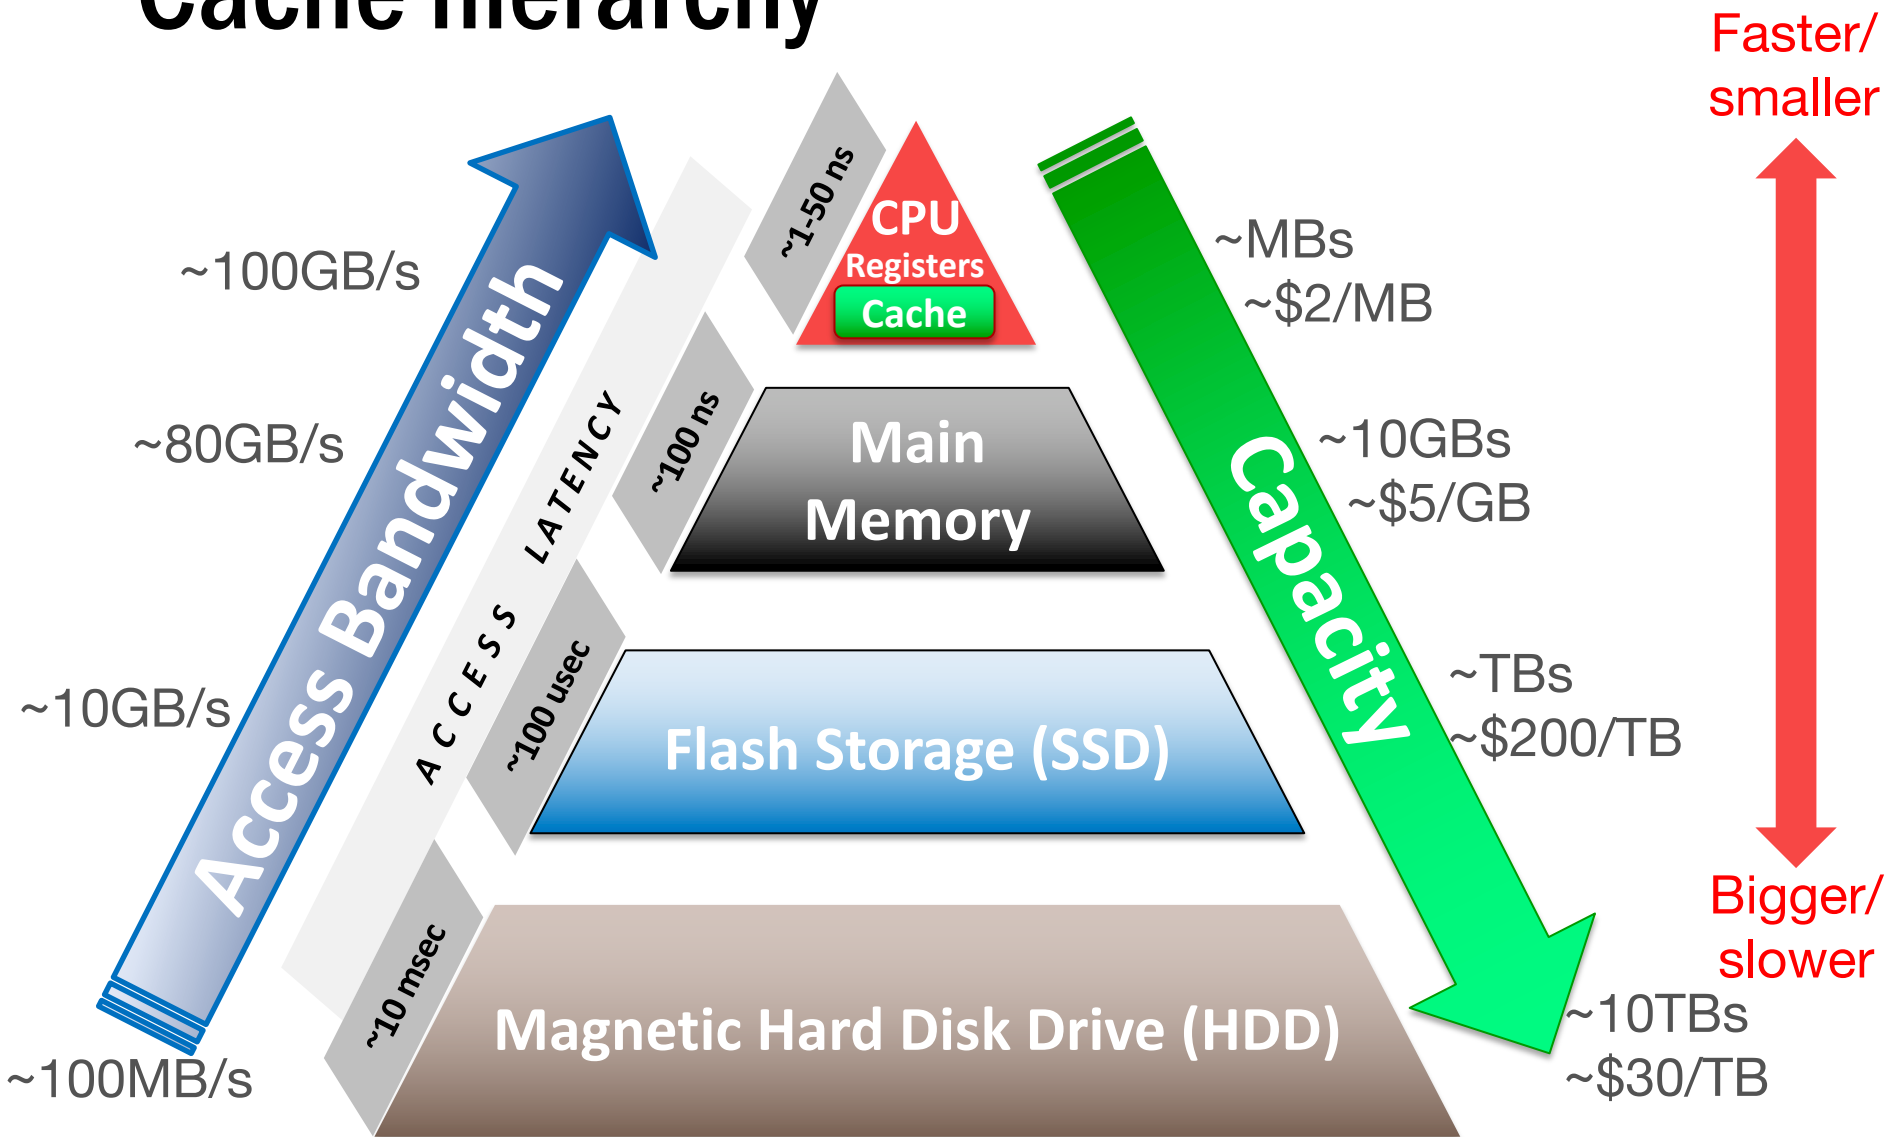 Cache hierarchy
Faster/
smaller
~1-50 ns
CPU
Registers
Cache
~MBs
~$2/MB
~100GB/s
Access Bandwidth
ACCESS LATENCY
~100 ns
Main
Memory
Capacity
~10GBs
~$5/GB
~80GB/s
~100 usec
Flash Storage (SSD)
~TBs
~$200/TB
~10GB/s
Bigger/
slower
~10 msec
Magnetic Hard Disk Drive (HDD)
~10TBs
~$30/TB
~100MB/s